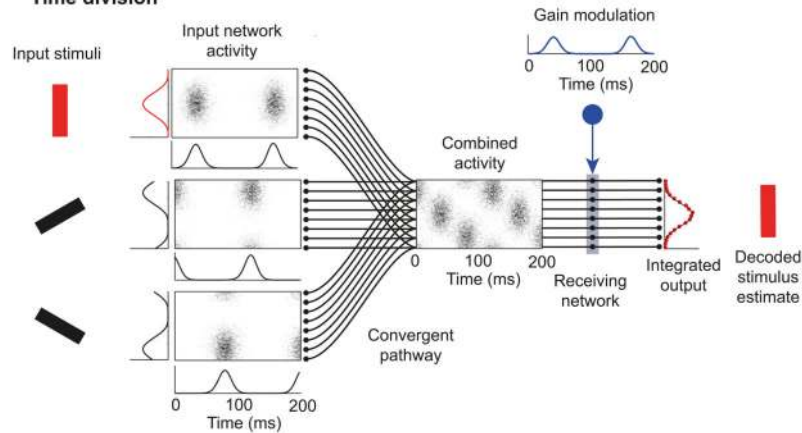 Time division
Gain modulation
0 100 200
Time (ms)
Input stimuli
Input network
activity
Combined
activity
0 100 200
Time (ms)
Receiving
network
Integrated
output
Decoded
stimulus
estimate
Convergent
pathway
0 100 200
Time (ms)